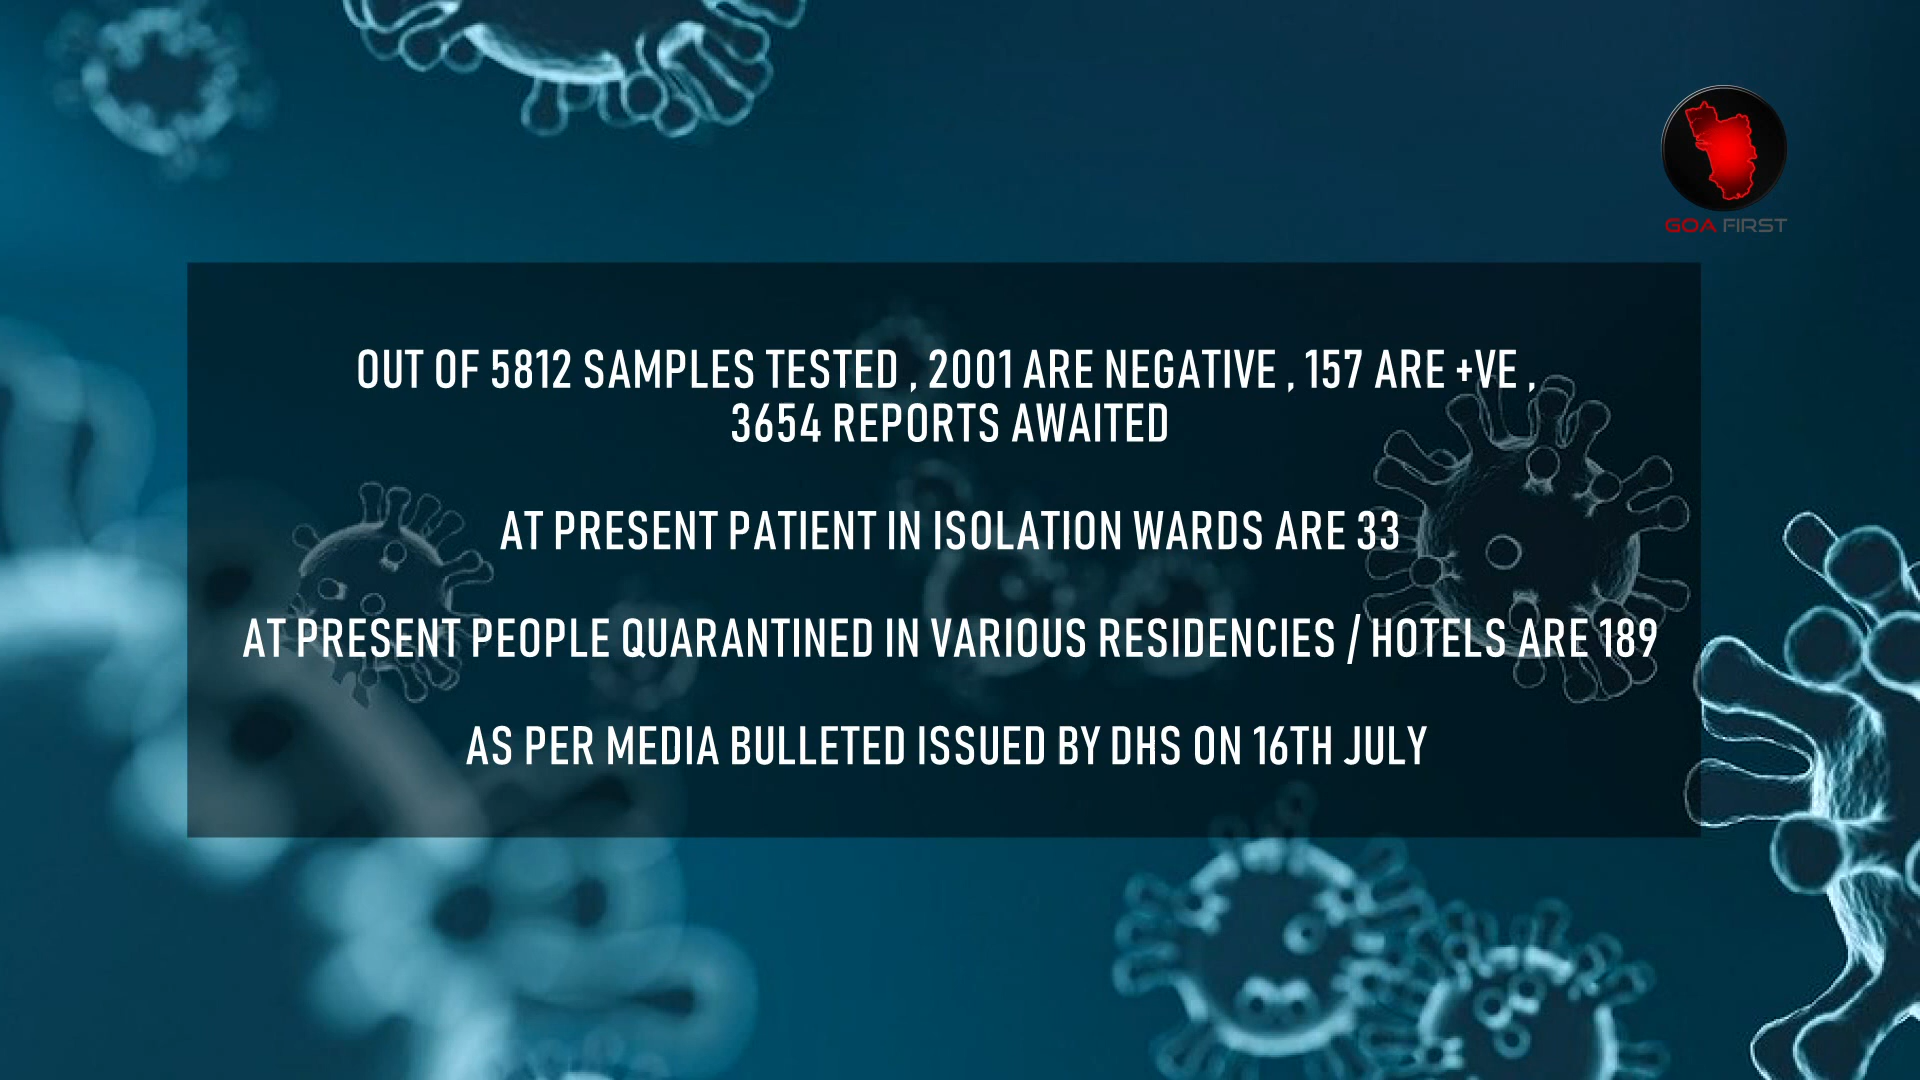 GOA FIRST
OUT OF 5812 SAMPLES TESTED , 2001 ARE NEGATIVE , 157 ARE +VE ,
3654 REPORTS AWAITED
AT PRESENT PATIENT IN ISOLATION WARDS ARE 33
AT PRESENT PEOPLE QUARANTINED IN VARIOUS RESIDENCIES / HOTELS ARE 189
AS PER MEDIA BULLETED ISSUED BY DHS ON 16TH JULY